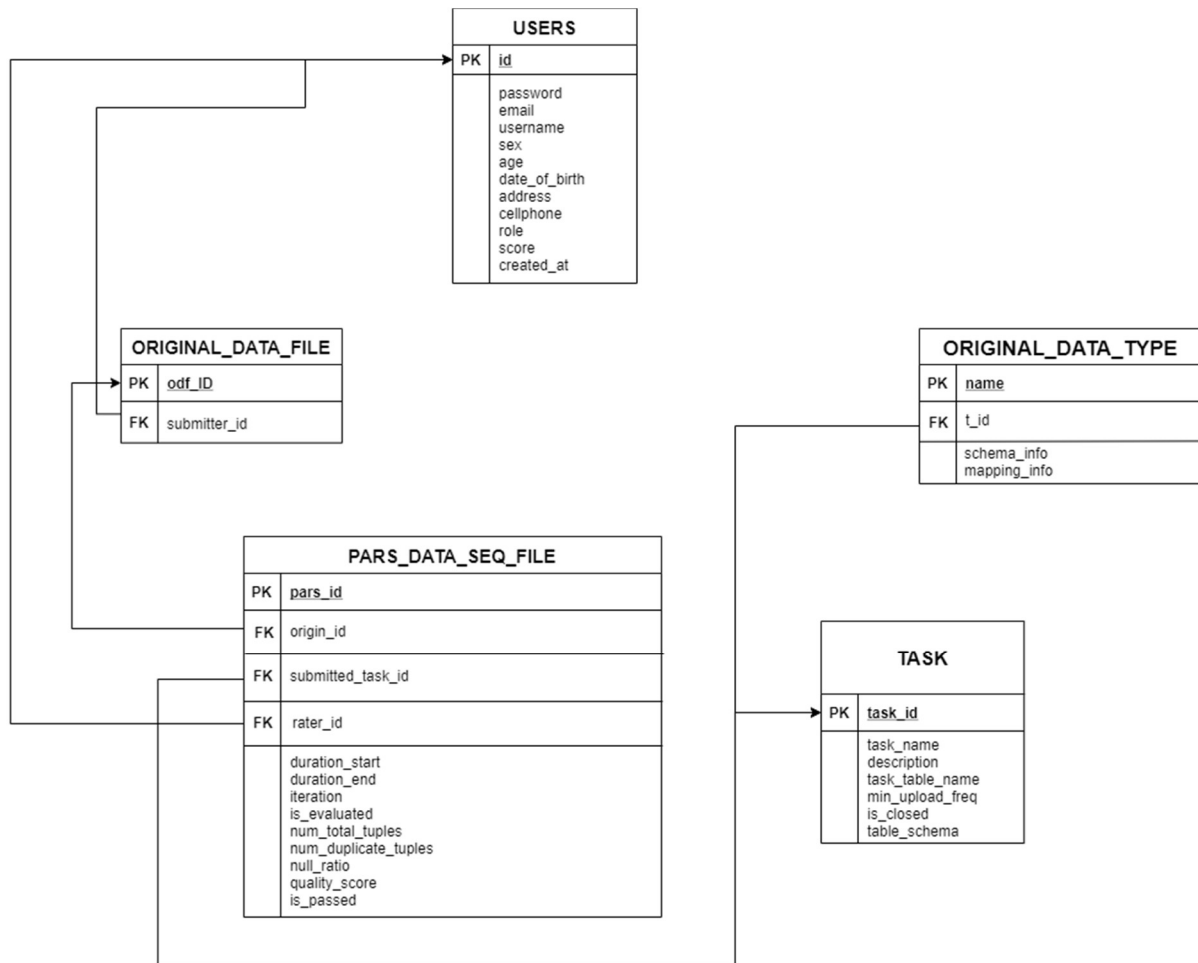 USERS
PK id
password
email
username
sex
age
date_of_birth
address
cellphone
role
score
created_at
ORIGINAL_DATA_FILE
PK odf_ID
FK submitter_id
ORIGINAL_DATA_TYPE
PK name
FK t_id
schema_info
mapping_info
PARS_DATA_SEQ_FILE
PK pars_id
FK origin_id
FK submitted_task_id
FK rater_id
duration_start
duration_end
iteration
is_evaluated
num_total_tuples
num_duplicate_tuples
null_ratio
quality_score
is_passed
TASK
PK task_id
task_name
description
task_table_name
min_upload_freq
is_closed
table_schema